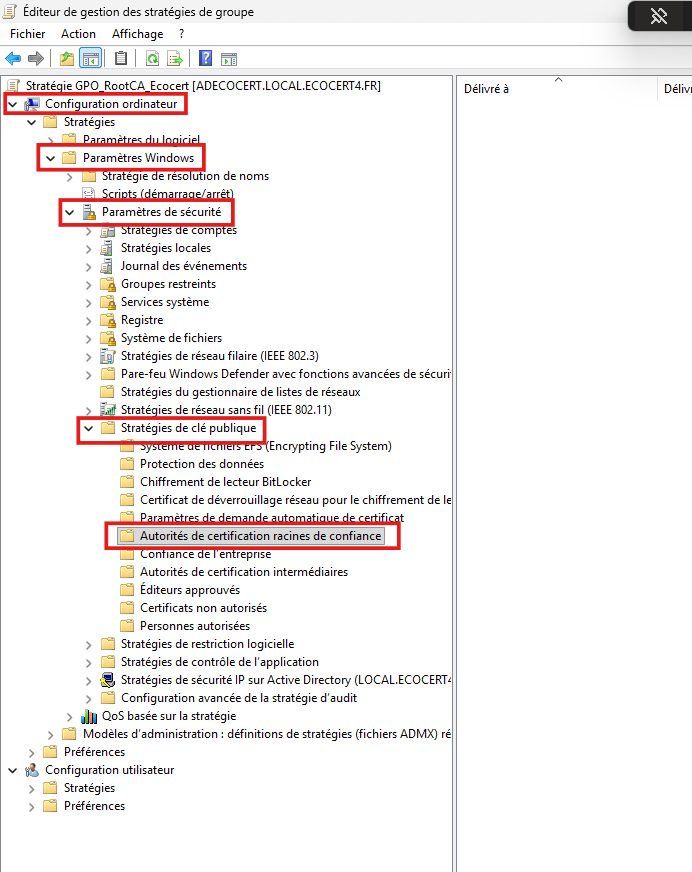 Éditeur de gestion des stratégies de groupe
Fichier Action Affichage ?
Stratégie GPO_RootCA_Ecocert [ADECOCERT.LOCAL.ECOCERT4.FR]
Configuration ordinateur
Stratégies
Paramètres du logiciel
Paramètres Windows
Stratégie de résolution de noms
Scripts (démarrage/arrêt)
Paramètres de sécurité
Stratégies de comptes
Stratégies locales
Journal des événements
Groupes restreints
Services système
Registre
Système de fichiers
Stratégies de réseau filaire (IEEE 802.3)
Pare-feu Windows Defender avec fonctions avancées de sécuri
Stratégies du gestionnaire de listes de réseaux
Stratégies de réseau sans fil (IEEE 802.11)
Stratégies de clé publique
Système de fichiers EFS (Encrypting File System)
Protection des données
Chiffrement de lecteur BitLocker
Certificat de déverrouillage réseau pour le chiffrement de le
Paramètres de demande automatique de certificat
Autorités de certification racines de confiance
Confiance de l'entreprise
Autorités de certification intermédiaires
Éditeurs approuvés
Certificats non autorisés
Personnes autorisées
Stratégies de restriction logicielle
Stratégies de contrôle de l'application
Stratégies de sécurité IP sur Active Directory (LOCAL.ECOCERT4
Configuration avancée de la stratégie d'audit
QoS basée sur la stratégie
Modèles d'administration : définitions de stratégies (fichiers ADMX) ré
Préférences
Configuration utilisateur
Stratégies
Préférences
Délivré à Déliv